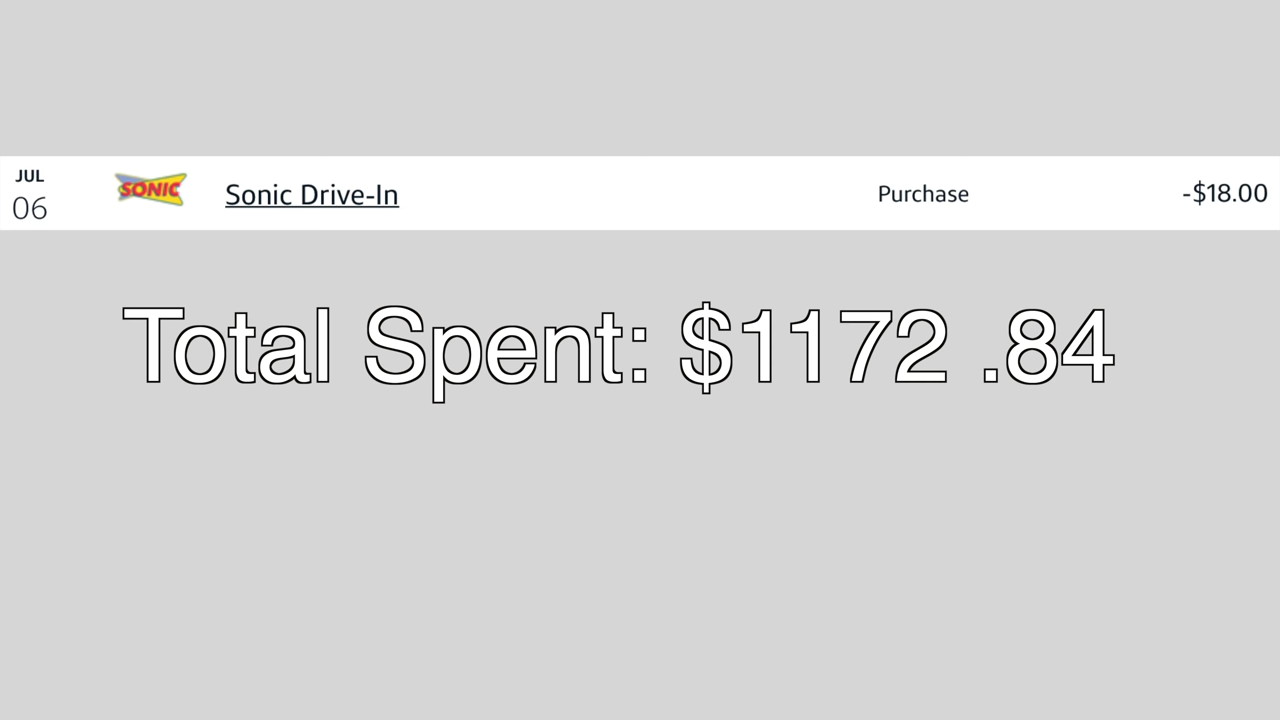 JUL
06
SONIC
Sonic Drive-In
Purchase
-$18.00
Total Spent: $1172 .84